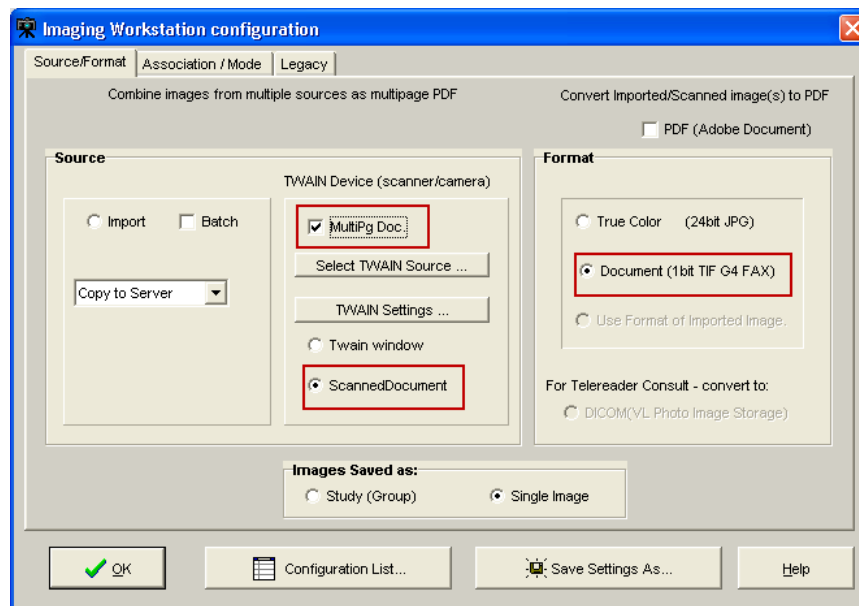 Imaging Workstation configuration
Source/Format Association / Mode Legacy
Combine images from multiple sources as multipage PDF
Convert Imported/Scanned image(s) to PDF
PDF (Adobe Document)
Source
TWAIN Device (scanner/camera)
Import Batch
MultiPg Doc.
Select TWAIN Source ...
Copy to Server
TWAIN Settings ...
Twain window
ScannedDocument
Format
True Color (24bit JPG)
Document (1bit TIF G4 FAX)
Use Format of Imported Image.
For Telereader Consult - convert to:
DICOM(VL Photo Image Storage)
Images Saved as:
Study (Group) Single Image
OK Configuration List... Save Settings As... Help